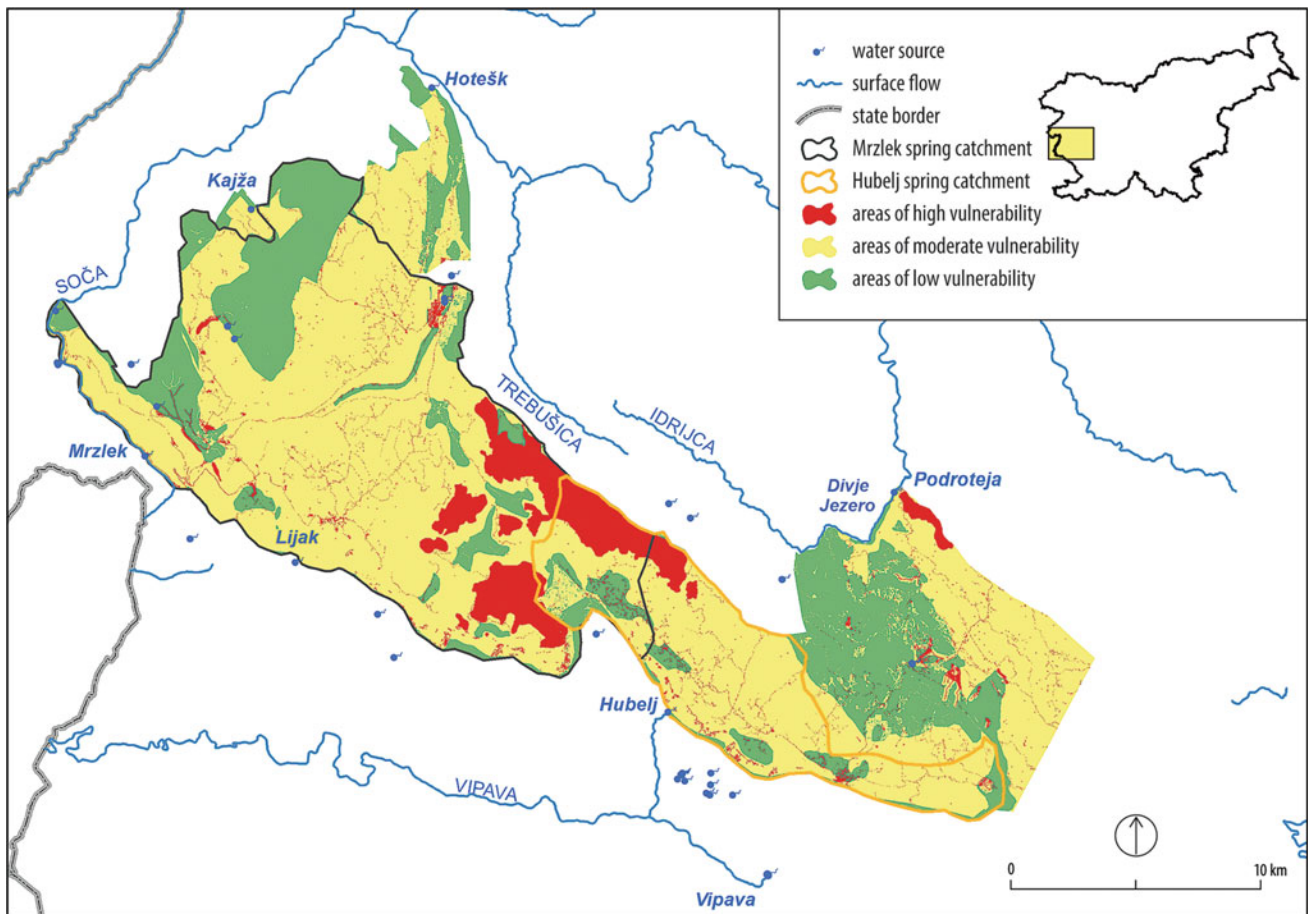 water source
surface flow
state border
Mrzlek spring catchment
Hubelj spring catchment
areas of high vulnerability
areas of moderate vulnerability
areas of low vulnerability
Hotešk
Kajža
SOČA
TREBUŠICA
IDRIJCA
Mrzlek
Divje
Jezero
Podroteja
Lijak
Hubelj
VIPAVA
Vipava
0
10 km